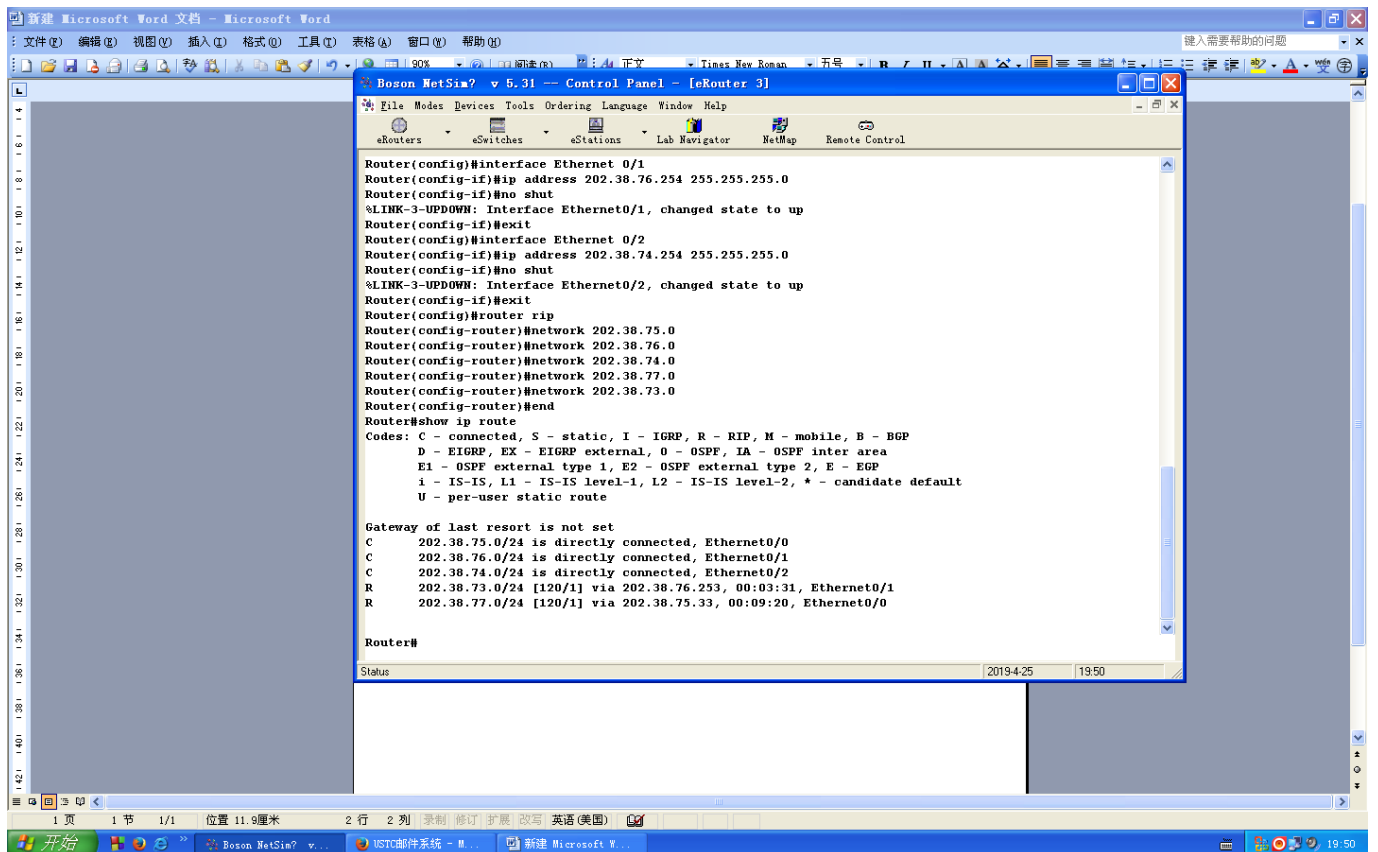 新建 Microsoft Word 文档 - Microsoft Word
文件(F) 编辑(E) 视图(V) 插入(I) 格式(O) 工具(T) 表格(A) 窗口(W) 帮助(H) 键入需要帮助的问题
90% 阅读(R) 正文 Times New Roman 五号 B I U A A
Boson NetSim? v 5.31 -- Control Panel - [eRouter 3]
File Modes Devices Tools Ordering Language Window Help
eRouters eSwitches eStations Lab Navigator NetMap Remote Control
Router(config)#interface Ethernet 0/1
Router(config-if)#ip address 202.38.76.254 255.255.255.0
Router(config-if)#no shut
%LINK-3-UPDOWN: Interface Ethernet0/1, changed state to up
Router(config-if)#exit
Router(config)#interface Ethernet 0/2
Router(config-if)#ip address 202.38.74.254 255.255.255.0
Router(config-if)#no shut
%LINK-3-UPDOWN: Interface Ethernet0/2, changed state to up
Router(config-if)#exit
Router(config)#router rip
Router(config-router)#network 202.38.75.0
Router(config-router)#network 202.38.76.0
Router(config-router)#network 202.38.74.0
Router(config-router)#network 202.38.77.0
Router(config-router)#network 202.38.73.0
Router(config-router)#end
Router#show ip route
Codes: C - connected, S - static, I - IGRP, R - RIP, M - mobile, B - BGP
D - EIGRP, EX - EIGRP external, O - OSPF, IA - OSPF inter area
E1 - OSPF external type 1, E2 - OSPF external type 2, E - EGP
i - IS-IS, L1 - IS-IS level-1, L2 - IS-IS level-2, * - candidate default
U - per-user static route
Gateway of last resort is not set
C 202.38.75.0/24 is directly connected, Ethernet0/0
C 202.38.76.0/24 is directly connected, Ethernet0/1
C 202.38.74.0/24 is directly connected, Ethernet0/2
R 202.38.73.0/24 [120/1] via 202.38.76.253, 00:03:31, Ethernet0/1
R 202.38.77.0/24 [120/1] via 202.38.75.33, 00:09:20, Ethernet0/0
Router#
Status 2019-4-25 19:50
1 页 1 节 1/1 位置 11.9厘米 2 行 2 列 录制 修订 扩展 改写 英语(美国)
开始 Boson NetSim? v... USTC邮件系统 - M... 新建 Microsoft W... 19:50